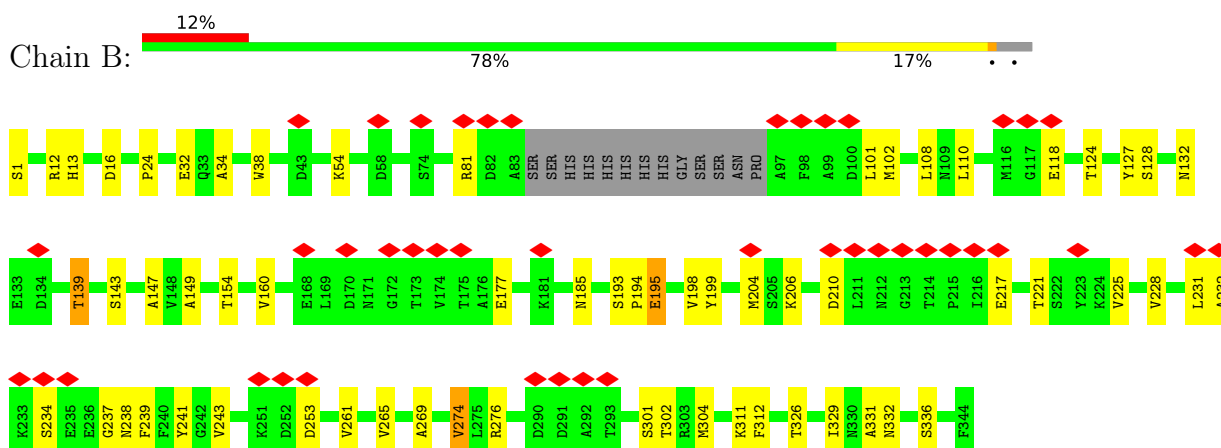 12%
Chain B:
78% 17% • •
S1 R12 H13 D16 P24 E32 Q33 A34 W38 D43 K54 D58 S74 R81 D82 A83 SER SER HIS HIS HIS HIS HIS HIS GLY SER SER ASN PRO A97 F98 A99 D100 L101 M102 L108 N109 L110 M116 G117 E118 T124 Y127 S128 N132
E133 D134 T139 S143 A147 V148 A149 T154 V160 E168 L169 D170 N171 G172 T173 V174 T175 A176 E177 K181 N185 S193 P194 E195 V198 Y199 M204 S205 K206 D210 L211 N212 G213 T214 P215 I216 E217 T221 S222 Y223 K224 V225 V228 L231 A232
K233 S234 E235 E236 G237 N238 F239 F240 Y241 G242 V243 K251 D252 D253 V261 V265 A269 V274 L275 R276 D290 D291 A292 T293 S301 T302 R303 M304 K311 F312 T326 I329 N330 A331 N332 S336 F344